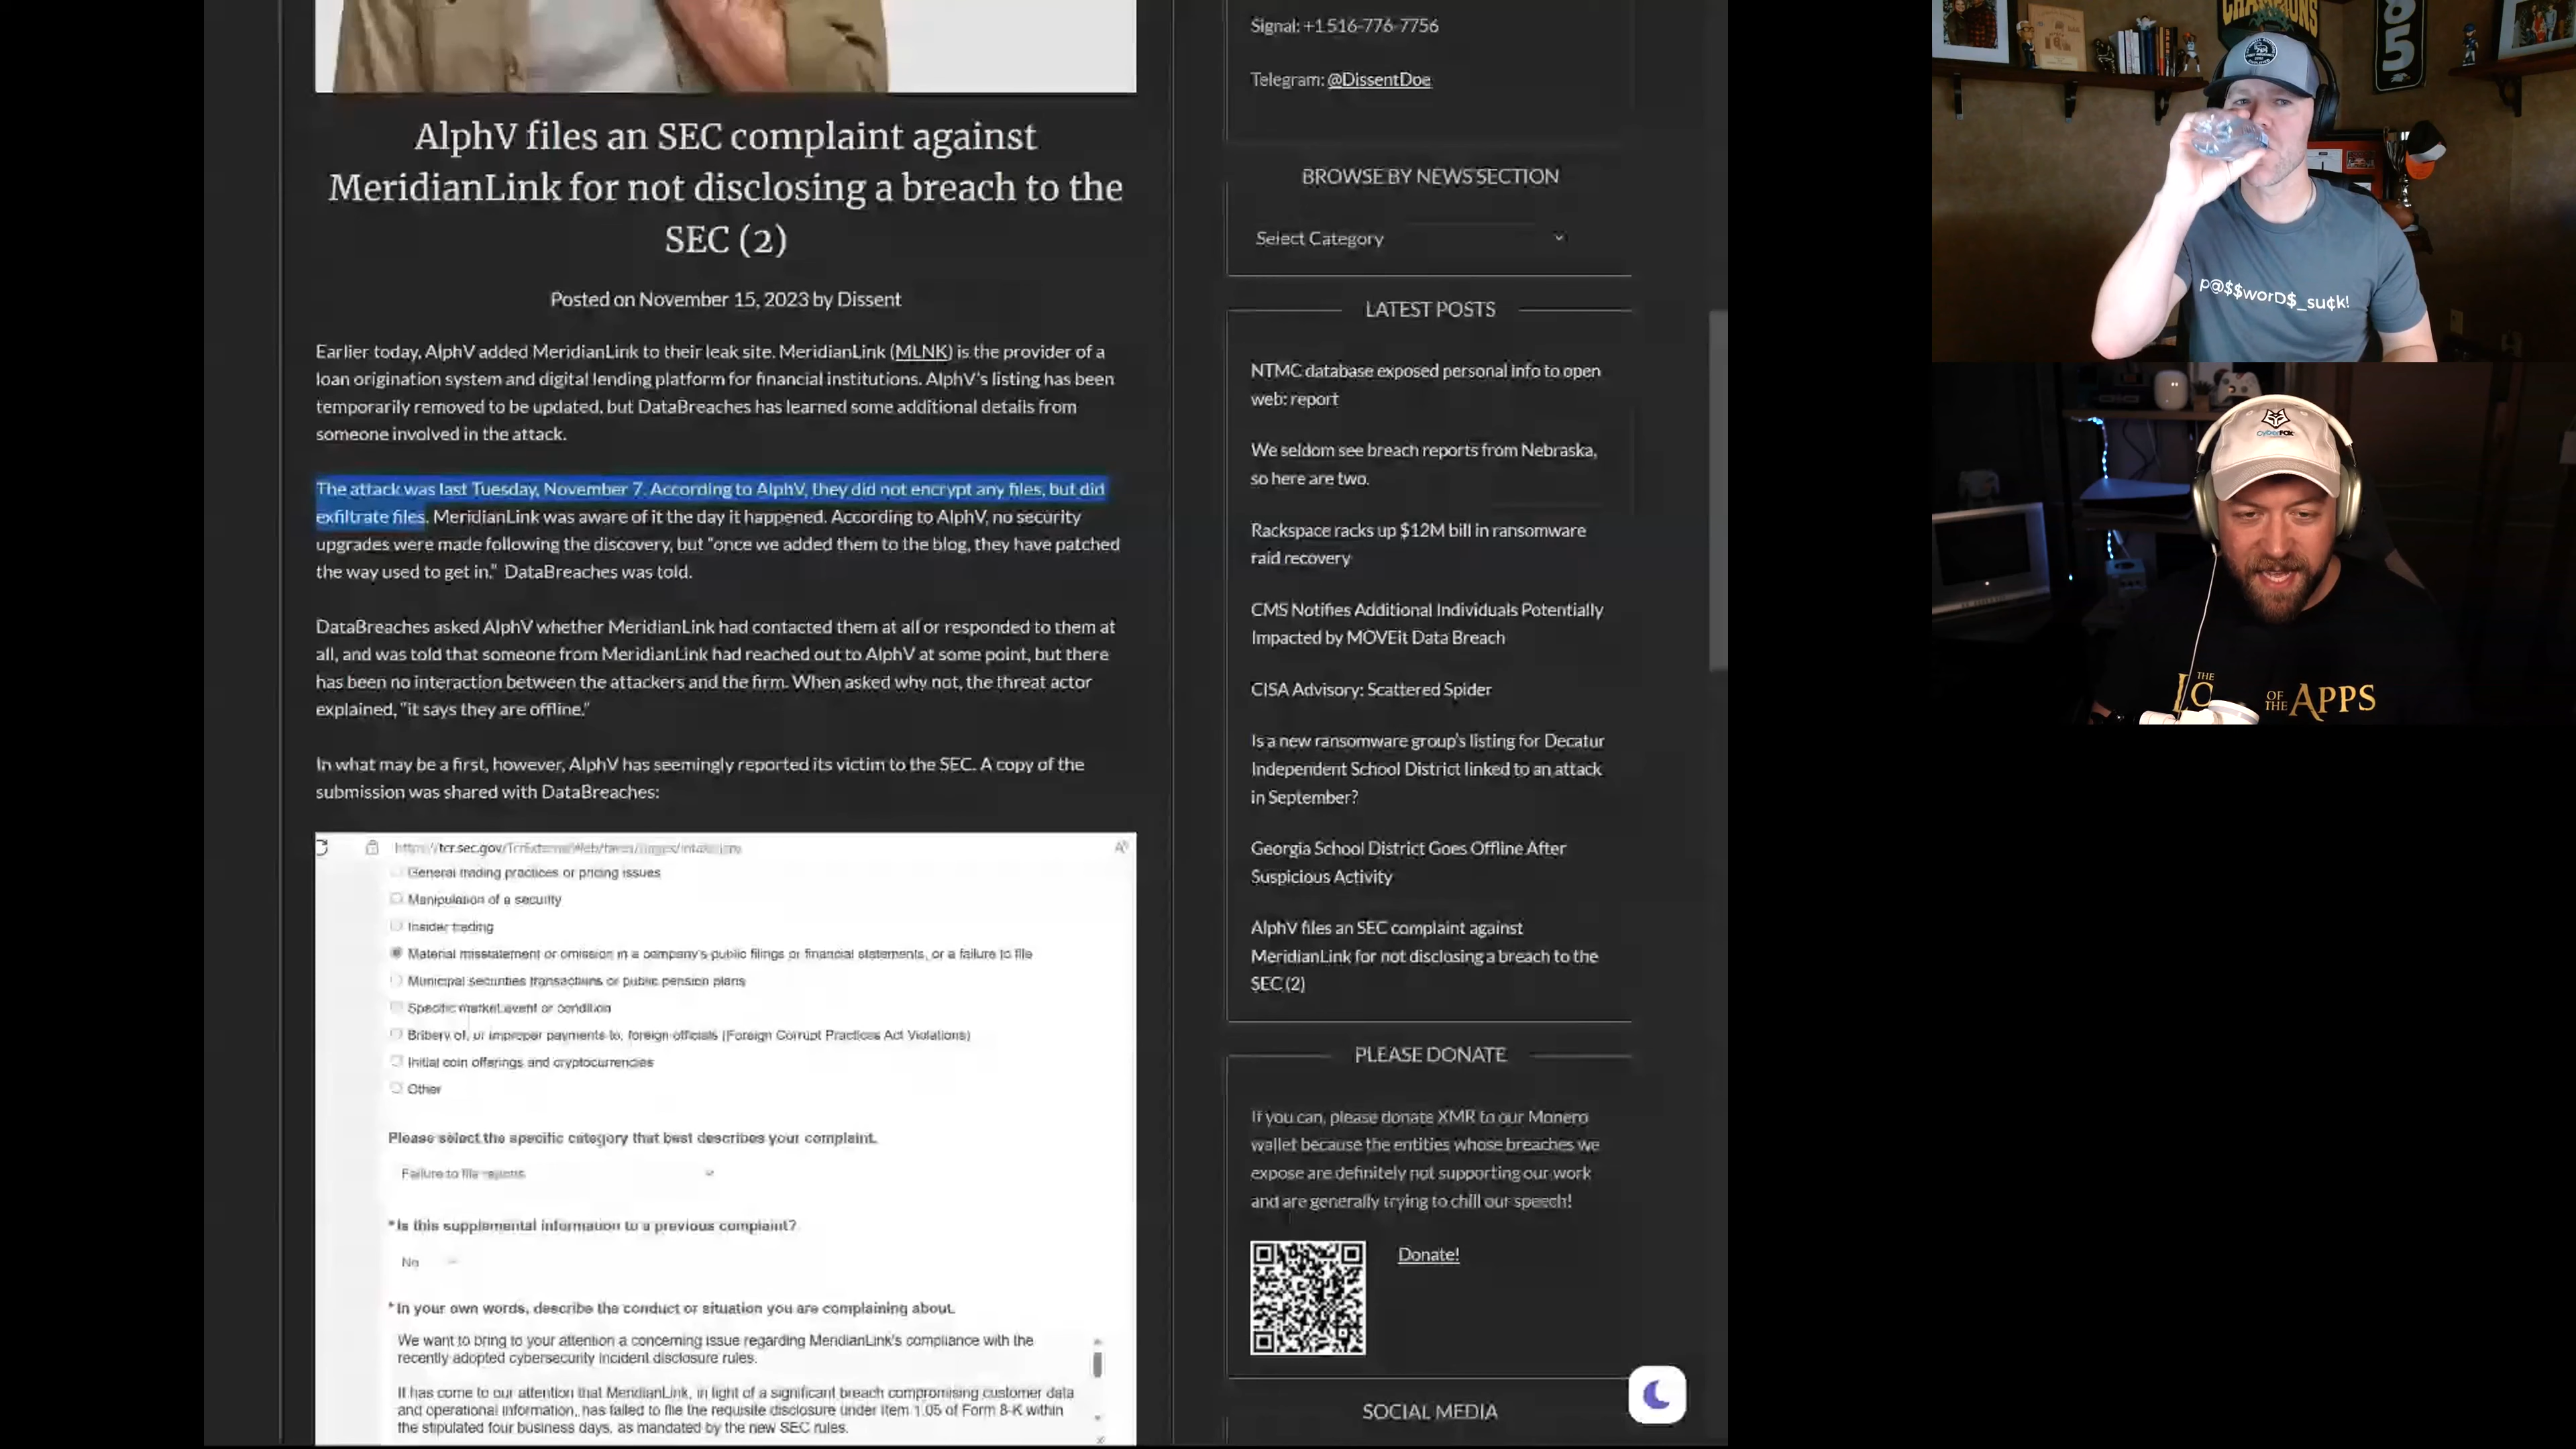 AlphV files an SEC complaint against
MeridianLink for not disclosing a breach to the
SEC (2)
Posted on November 15, 2023 by Dissent
Earlier today, AlphV added MeridianLink to their leak site. MeridianLink (MLNK) is the provider of a
loan origination system and digital lending platform for financial institutions. AlphV's listing has been
temporarily removed to be updated, but DataBreaches has learned some additional details from
someone involved in the attack.
The attack was last Tuesday, November 7. According to AlphV, they did not encrypt any files, but did
exfiltrate files. MeridianLink was aware of it the day it happened. According to AlphV, no security
upgrades were made following the discovery, but "once we added them to the blog, they have patched
the way used to get in." DataBreaches was told.
DataBreaches asked AlphV whether MeridianLink had contacted them at all or responded to them at
all, and was told that someone from MeridianLink had reached out to AlphV at some point, but there
has been no interaction between the attackers and the firm. When asked why not, the threat actor
explained, "it says they are offline."
In what may be a first, however, AlphV has seemingly reported its victim to the SEC. A copy of the
submission was shared with DataBreaches:
General trading practices or pricing issues
Manipulation of a security
Insider trading
Material misstatement or omission in a company's public filings or financial statements, or a failure to file
Municipal securities transactions or public pension plans
Specific market event or condition
Bribery of, or improper payments to, foreign officials (Foreign Corrupt Practices Act Violations)
Initial coin offerings and cryptocurrencies
Other
Please select the specific category that best describes your complaint.
Failure to file reports
*Is this supplemental information to a previous complaint?
No
*In your own words, describe the conduct or situation you are complaining about.
We want to bring to your attention a concerning issue regarding MeridianLink's compliance with the
recently adopted cybersecurity incident disclosure rules.
It has come to our attention that MeridianLink, in light of a significant breach compromising customer data
and operational information, has failed to file the requisite disclosure under Item 1.05 of Form 8-K within
the stipulated four business days, as mandated by the new SEC rules.
Signal: +1 516-776-7756
Telegram: @DissentDoe
BROWSE BY NEWS SECTION
Select Category
LATEST POSTS
NTMC database exposed personal info to open
web: report
We seldom see breach reports from Nebraska,
so here are two.
Rackspace racks up $12M bill in ransomware
raid recovery
CMS Notifies Additional Individuals Potentially
Impacted by MOVEit Data Breach
CISA Advisory: Scattered Spider
Is a new ransomware group's listing for Decatur
Independent School District linked to an attack
in September?
Georgia School District Goes Offline After
Suspicious Activity
AlphV files an SEC complaint against
MeridianLink for not disclosing a breach to the
SEC (2)
PLEASE DONATE
If you can, please donate XMR to our Monero
wallet because the entities whose breaches we
expose are definitely not supporting our work
and are generally trying to chill our speech!
Donate!
SOCIAL MEDIA
CHAMPIONS
85
p@$$worD$_su¢k!
CYBERFOX
THE
OF
THE APPS